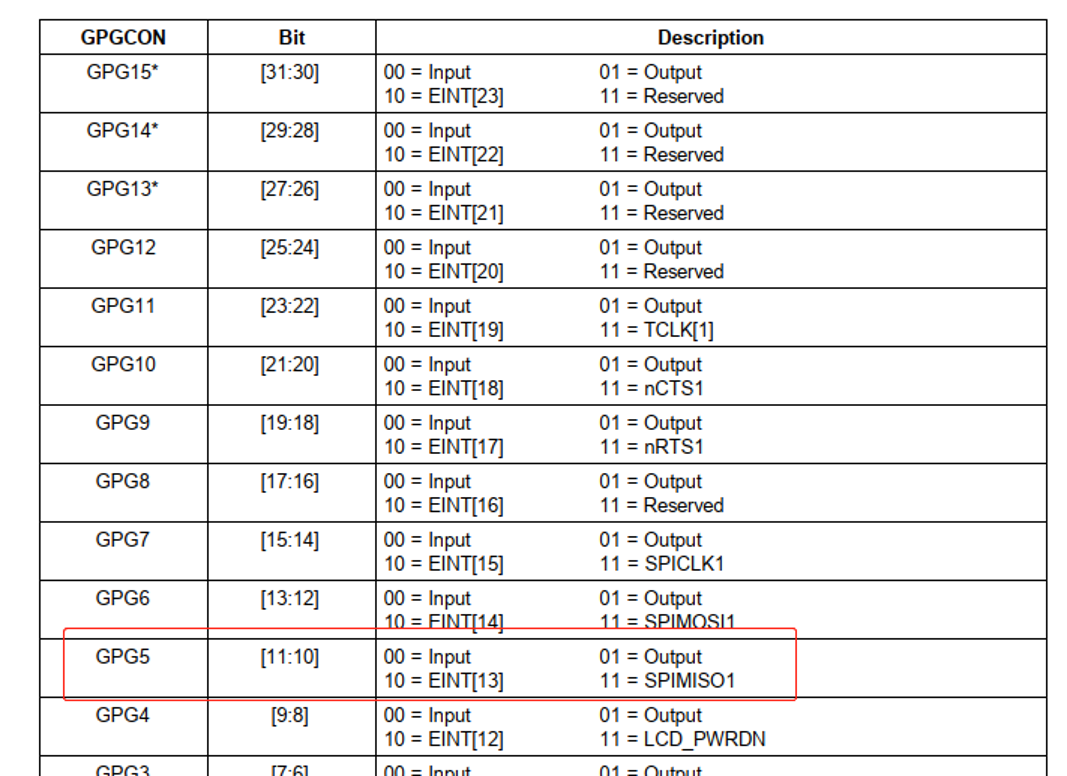 GPGCON Bit Description
GPG15* [31:30] 00 = Input 01 = Output
10 = EINT[23] 11 = Reserved
GPG14* [29:28] 00 = Input 01 = Output
10 = EINT[22] 11 = Reserved
GPG13* [27:26] 00 = Input 01 = Output
10 = EINT[21] 11 = Reserved
GPG12 [25:24] 00 = Input 01 = Output
10 = EINT[20] 11 = Reserved
GPG11 [23:22] 00 = Input 01 = Output
10 = EINT[19] 11 = TCLK[1]
GPG10 [21:20] 00 = Input 01 = Output
10 = EINT[18] 11 = nCTS1
GPG9 [19:18] 00 = Input 01 = Output
10 = EINT[17] 11 = nRTS1
GPG8 [17:16] 00 = Input 01 = Output
10 = EINT[16] 11 = Reserved
GPG7 [15:14] 00 = Input 01 = Output
10 = EINT[15] 11 = SPICLK1
GPG6 [13:12] 00 = Input 01 = Output
10 = EINT[14] 11 = SPIMOSI1
GPG5 [11:10] 00 = Input 01 = Output
10 = EINT[13] 11 = SPIMISO1
GPG4 [9:8] 00 = Input 01 = Output
10 = EINT[12] 11 = LCD_PWRDN
GPG3 [7:6] 00 = Input 01 = Output